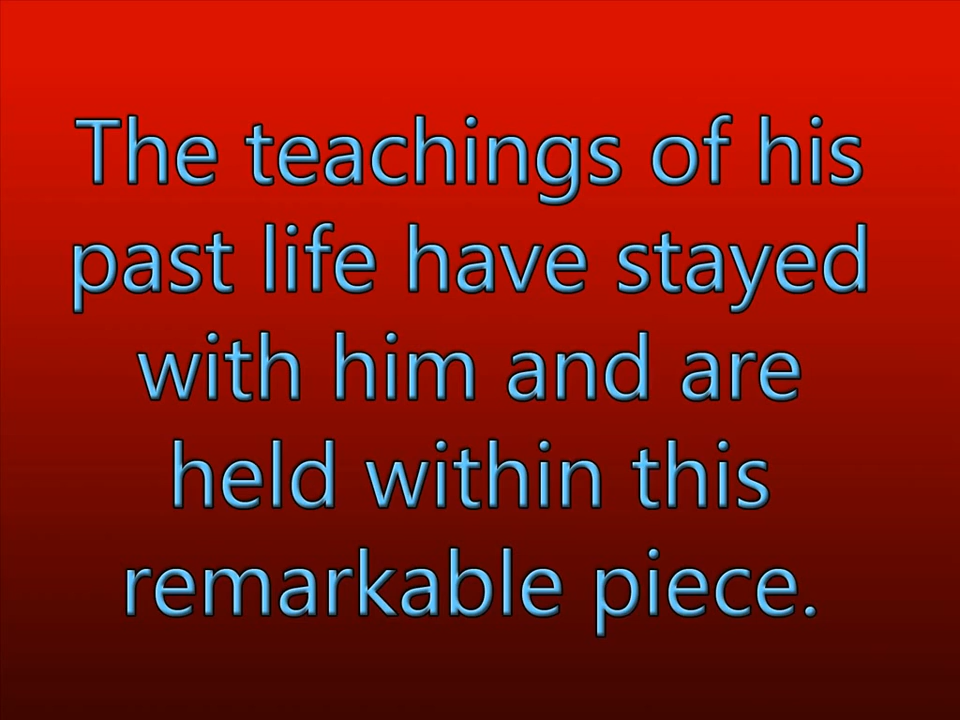 The teachings of his
past life have stayed
with him and are
held within this
remarkable piece.